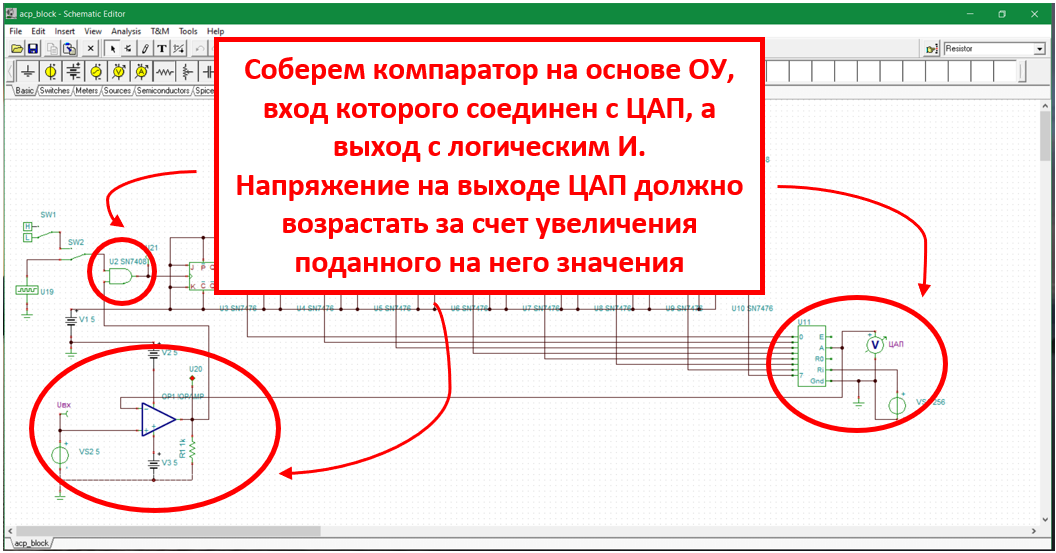 acp_block - Schematic Editor
File Edit Insert View Analysis T&M Tools Help
Resistor
Basic Switches Meters Sources Semiconductors Spice
Соберем компаратор на основе ОУ,
вход которого соединен с ЦАП, а
выход с логическим И.
Напряжение на выходе ЦАП должно
возрастать за счет увеличения
поданного на него значения
SW1
H
L
SW2
U2 SN7408
U21
J P Q
K C
U19
U3 SN7476 U4 SN7476 U5 SN7476 U6 SN7476 U7 SN7476 U8 SN7476 U9 SN7476 U10 SN7476
V1 5
V2 5
U20
OP1 !OPAMP
Uвх
R1 1k
VS2 5
V3 5
U11
0 E
A
R0
Ri
7 Gnd
V
ЦАП
256
acp_block